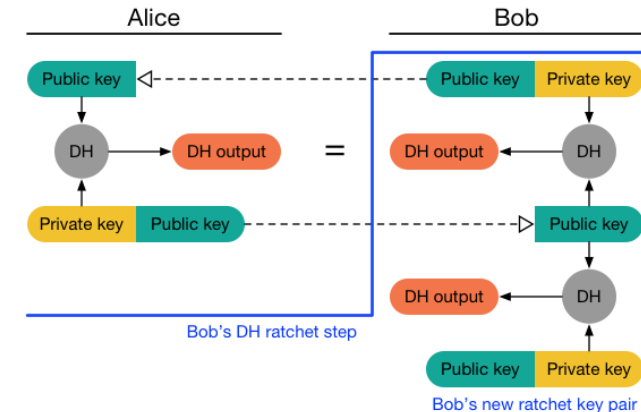 Alice
Bob
Public key
Public key
Private key
DH
DH output
=
DH output
DH
Private key
Public key
Public key
DH output
DH
Bob's DH ratchet step
Public key
Private key
Bob's new ratchet key pair